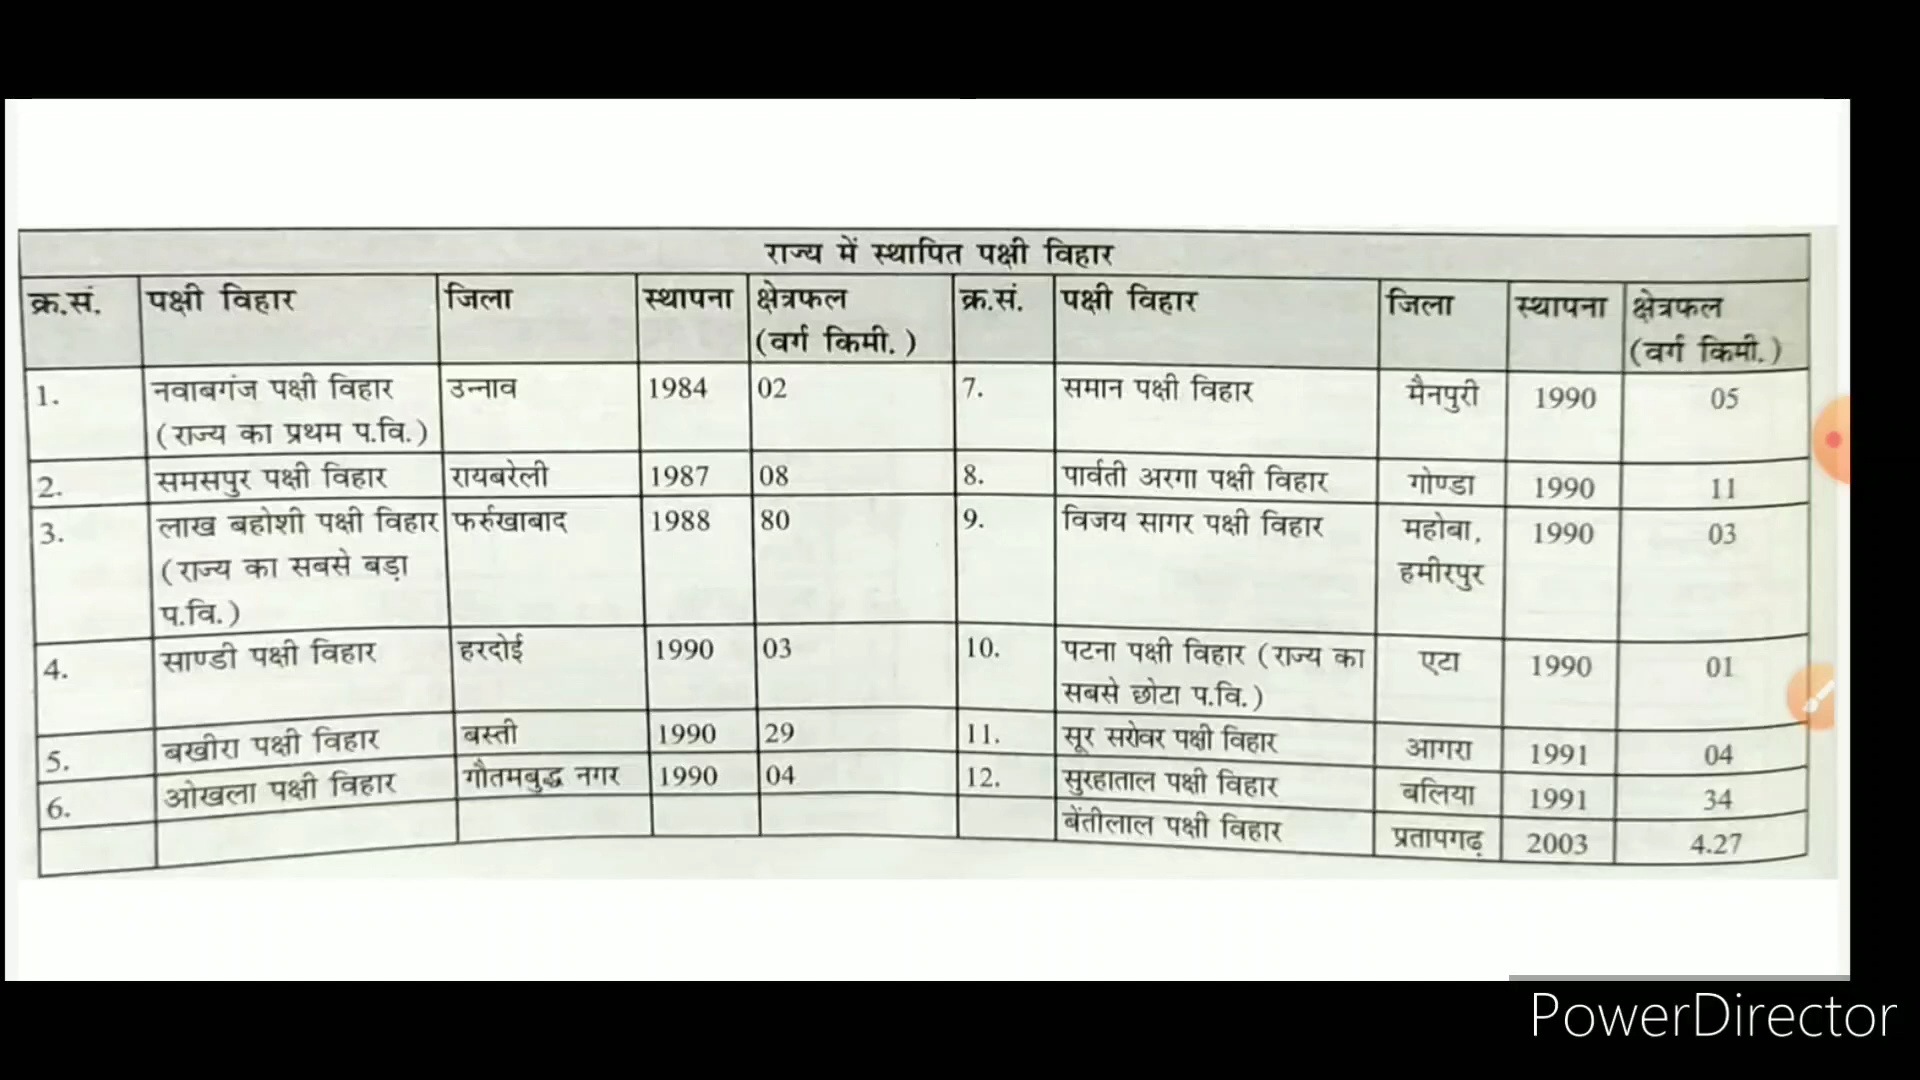 राज्य में स्थापित पक्षी विहार
क्र.सं. पक्षी विहार जिला स्थापना क्षेत्रफल (वर्ग किमी.) क्र.सं. पक्षी विहार जिला स्थापना क्षेत्रफल (वर्ग किमी.)
1. नवाबगंज पक्षी विहार उन्नाव 1984 02 7. समान पक्षी विहार मैनपुरी 1990 05
(राज्य का प्रथम प.वि.)
2. समसपुर पक्षी विहार रायबरेली 1987 08 8. पार्वती अरगा पक्षी विहार गोण्डा 1990 11
3. लाख बहोशी पक्षी विहार फर्रुखाबाद 1988 80 9. विजय सागर पक्षी विहार महोबा, 1990 03
(राज्य का सबसे बड़ा हमीरपुर
प.वि.)
4. साण्डी पक्षी विहार हरदोई 1990 03 10. पटना पक्षी विहार (राज्य का एटा 1990 01
सबसे छोटा प.वि.)
5. बखीरा पक्षी विहार बस्ती 1990 29 11. सूर सरोवर पक्षी विहार आगरा 1991 04
6. ओखला पक्षी विहार गौतमबुद्ध नगर 1990 04 12. सुरहाताल पक्षी विहार बलिया 1991 34
बेंतीलाल पक्षी विहार प्रतापगढ़ 2003 4.27
PowerDirector